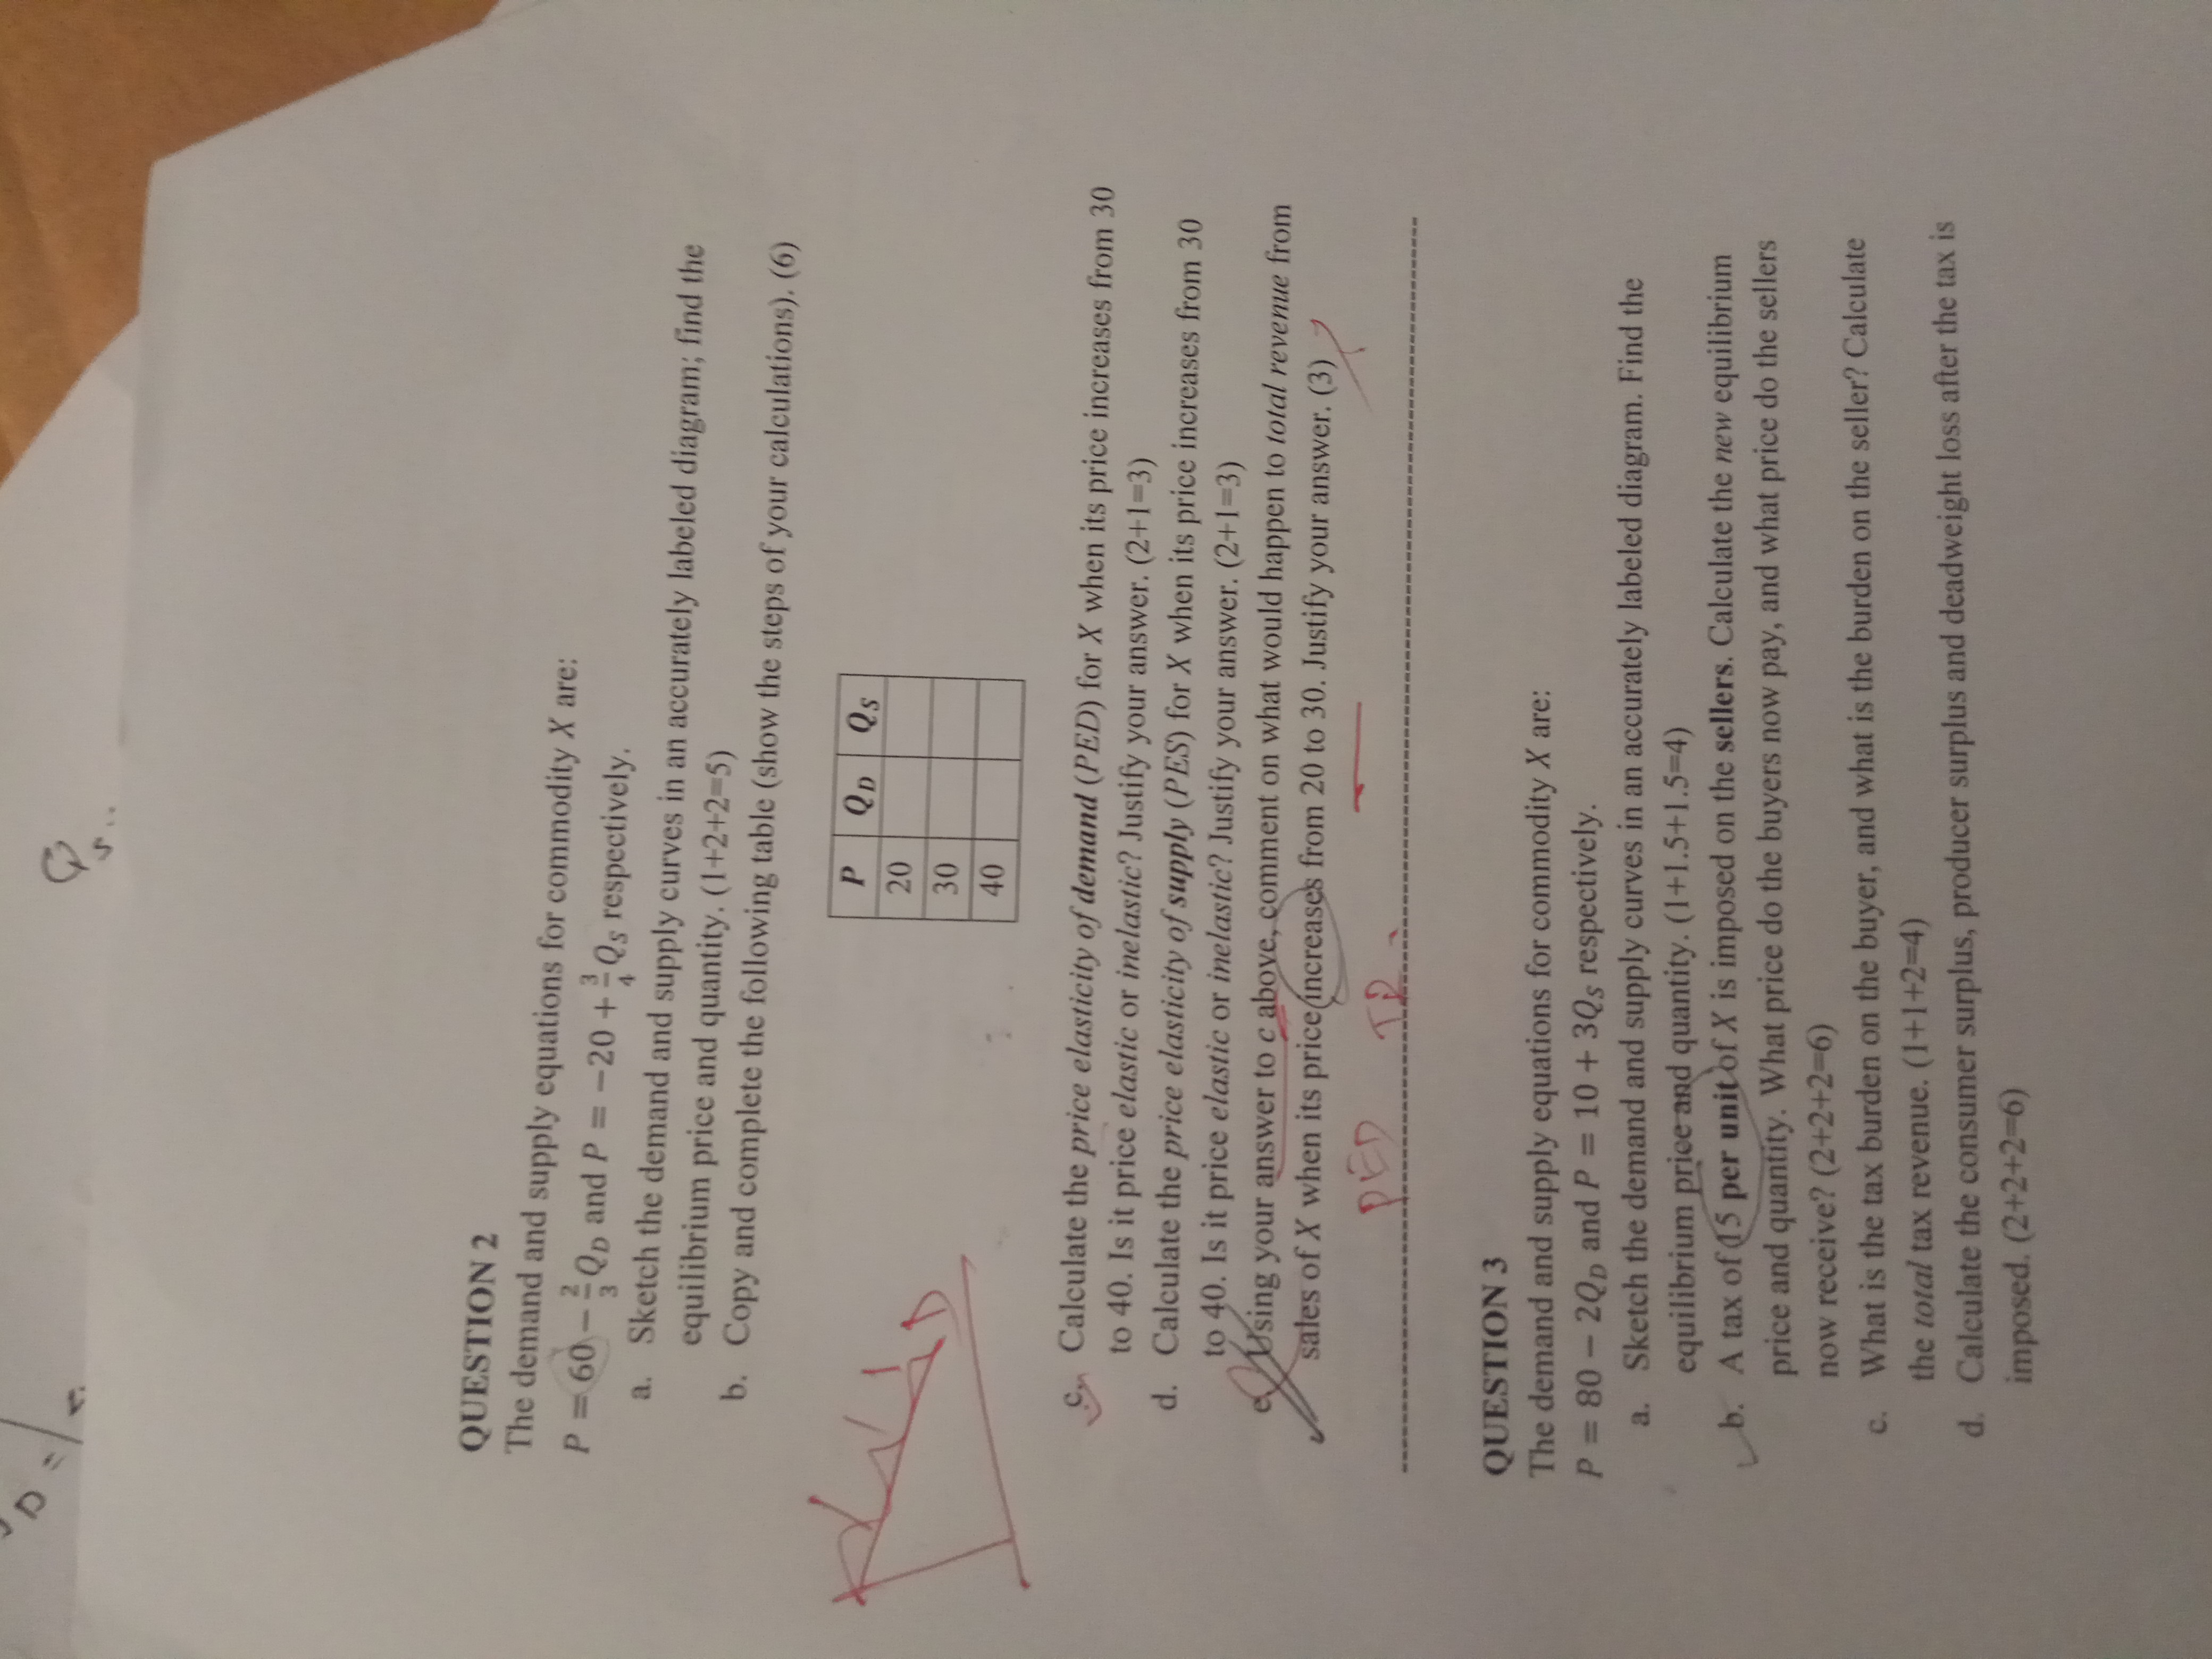 Qs
D =
QUESTION 2
The demand and supply equations for commodity X are:
P = 60 − 2/3 Q_D and P = −20 + 3/4 Q_S respectively.
a. Sketch the demand and supply curves in an accurately labeled diagram; find the
equilibrium price and quantity. (1+2+2=5)
b. Copy and complete the following table (show the steps of your calculations). (6)
P Q_D Q_S
20
30
40
D
c. Calculate the price elasticity of demand (PED) for X when its price increases from 30
to 40. Is it price elastic or inelastic? Justify your answer. (2+1=3)
d. Calculate the price elasticity of supply (PES) for X when its price increases from 30
to 40. Is it price elastic or inelastic? Justify your answer. (2+1=3)
e. Using your answer to c above, comment on what would happen to total revenue from
sales of X when its price increases from 20 to 30. Justify your answer. (3)
PED TR
QUESTION 3
The demand and supply equations for commodity X are:
P = 80 − 2Q_D and P = 10 + 3Q_S respectively.
a. Sketch the demand and supply curves in an accurately labeled diagram. Find the
equilibrium price and quantity. (1+1.5+1.5=4)
b. A tax of 15 per unit of X is imposed on the sellers. Calculate the new equilibrium
price and quantity. What price do the buyers now pay, and what price do the sellers
now receive? (2+2+2=6)
c. What is the tax burden on the buyer, and what is the burden on the seller? Calculate
the total tax revenue. (1+1+2=4)
d. Calculate the consumer surplus, producer surplus and deadweight loss after the tax is
imposed. (2+2+2=6)